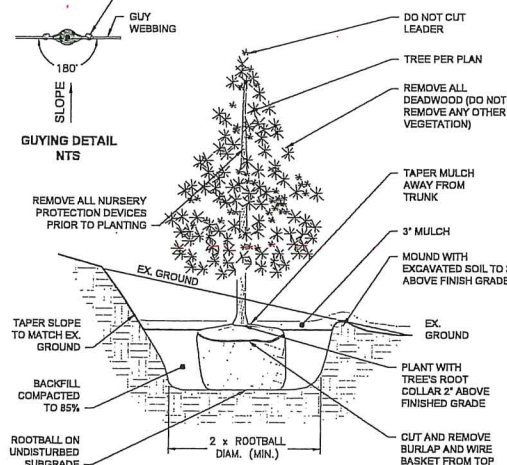 GUY
WEBBING
180°
SLOPE
GUYING DETAIL
NTS
DO NOT CUT
LEADER
TREE PER PLAN
REMOVE ALL
DEADWOOD (DO NOT
REMOVE ANY OTHER
VEGETATION)
REMOVE ALL NURSERY
PROTECTION DEVICES
PRIOR TO PLANTING
TAPER MULCH
AWAY FROM
TRUNK
3" MULCH
MOUND WITH
EXCAVATED SOIL TO 3
ABOVE FINISH GRADE
EX. GROUND
TAPER SLOPE
TO MATCH EX.
GROUND
EX.
GROUND
BACKFILL
COMPACTED
TO 85%
PLANT WITH
TREE'S ROOT
COLLAR 2" ABOVE
FINISHED GRADE
ROOTBALL ON
UNDISTURBED
SUBGRADE
2 x ROOTBALL
DIAM. (MIN.)
CUT AND REMOVE
BURLAP AND WIRE
BASKET FROM TOP